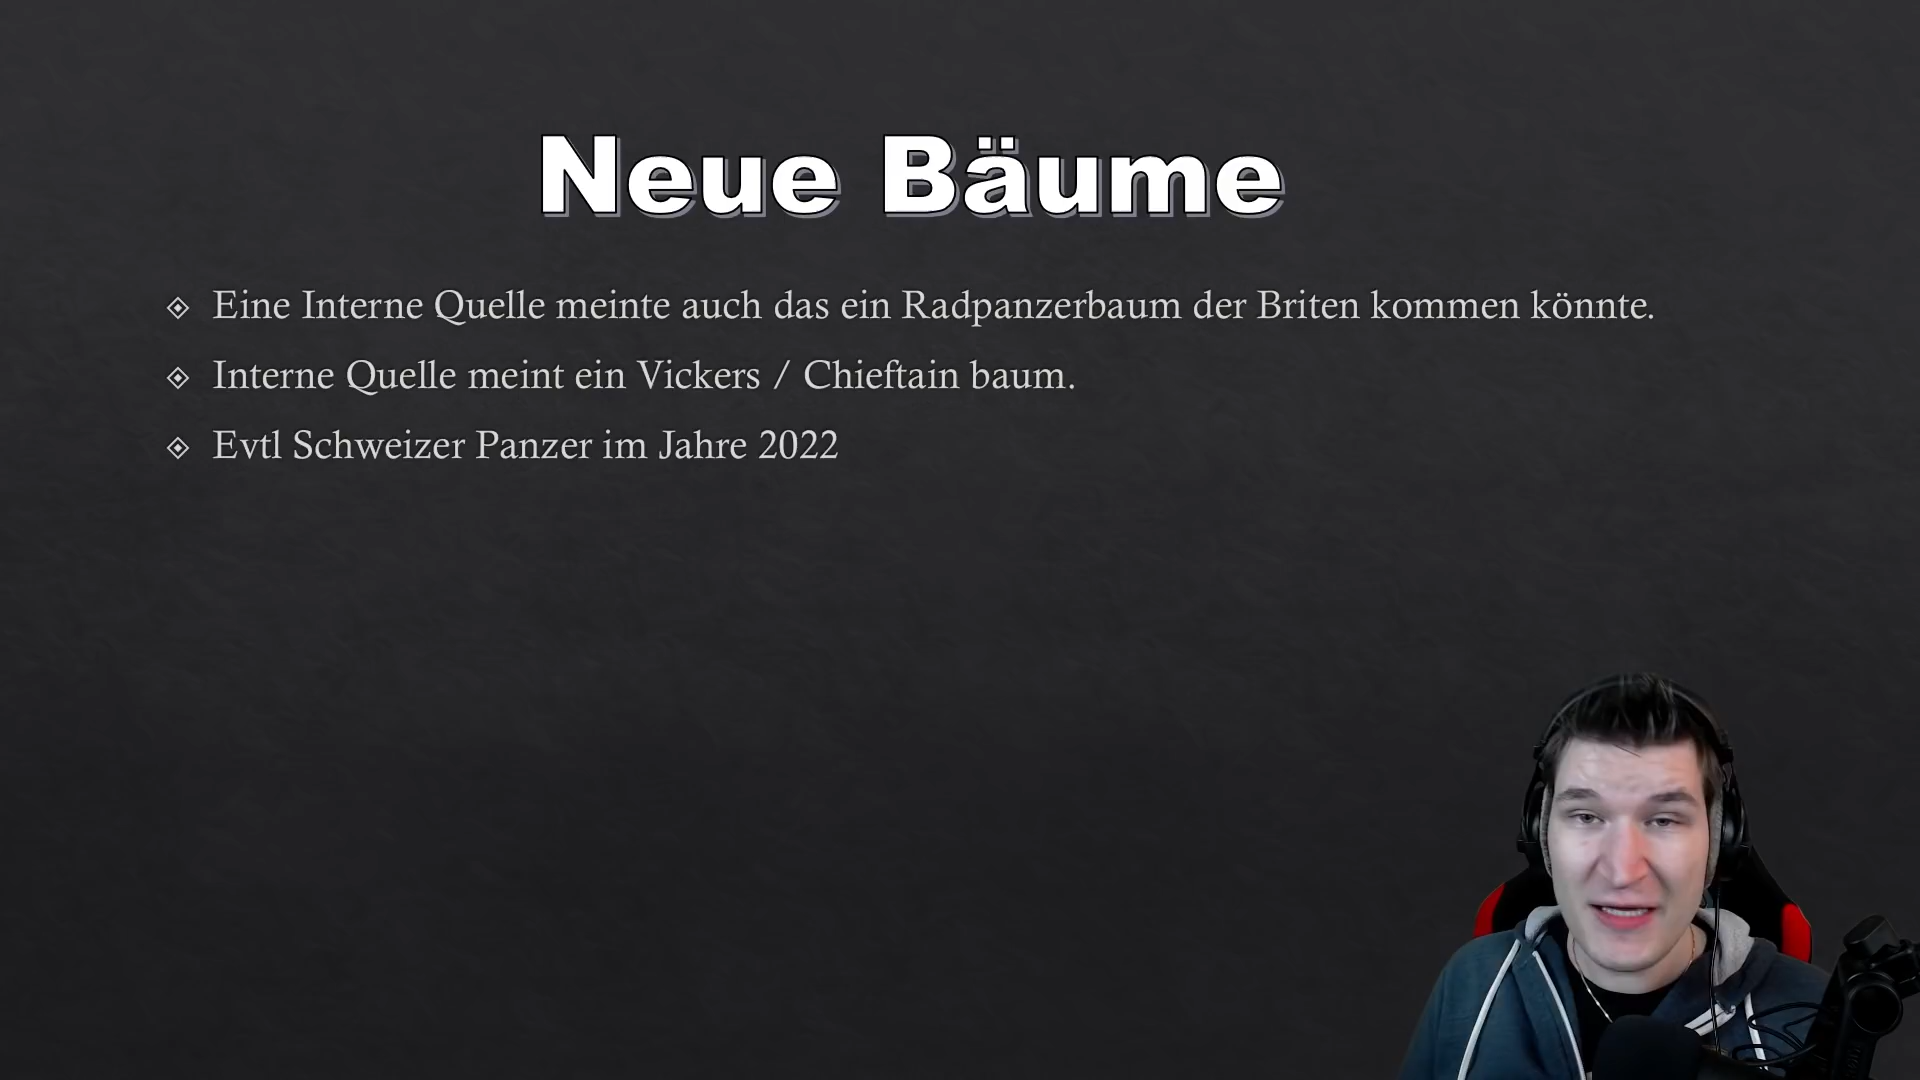 Neue Bäume
Eine Interne Quelle meinte auch das ein Radpanzerbaum der Briten kommen könnte.
Interne Quelle meint ein Vickers / Chieftain baum.
Evtl Schweizer Panzer im Jahre 2022